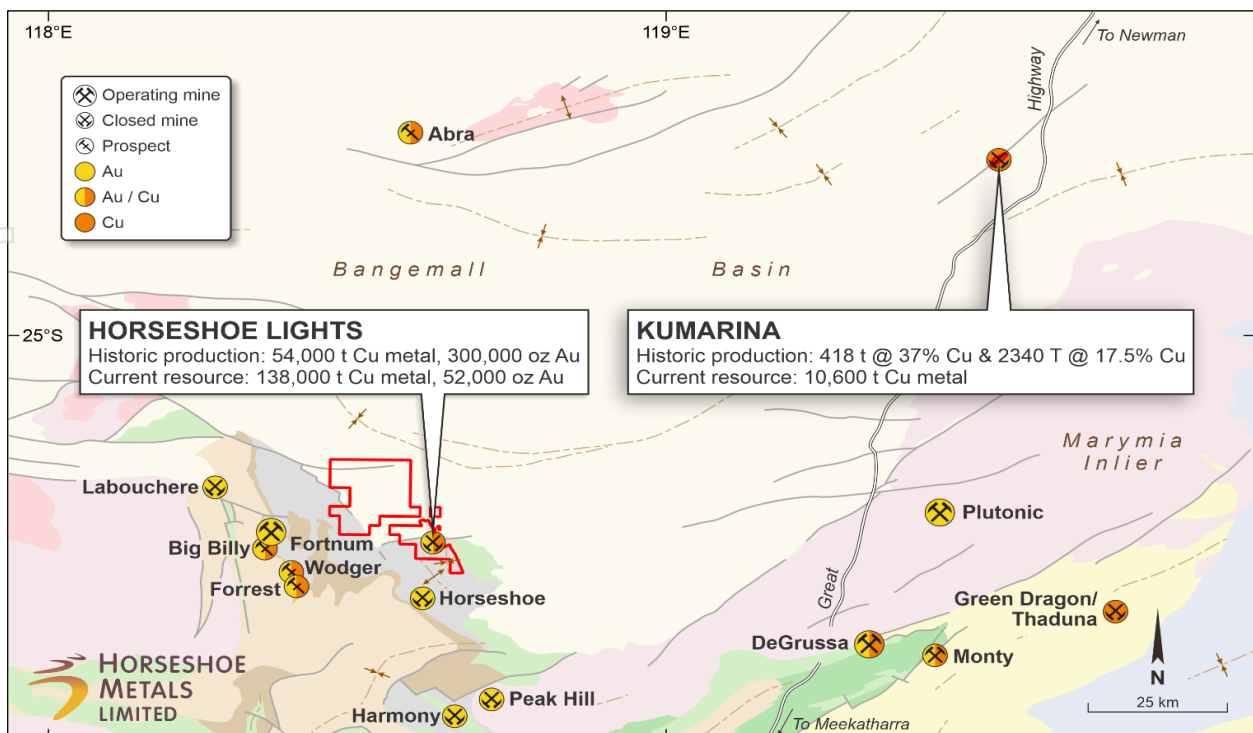 118°E
119°E
To Newman
Highway
Operating mine
Closed mine
Prospect
Au
Au / Cu
Cu
Abra
Bangemall Basin
25°S
HORSESHOE LIGHTS
Historic production: 54,000 t Cu metal, 300,000 oz Au
Current resource: 138,000 t Cu metal, 52,000 oz Au
KUMARINA
Historic production: 418 t @ 37% Cu & 2340 T @ 17.5% Cu
Current resource: 10,600 t Cu metal
Marymia
Inlier
Labouchere
Plutonic
Big Billy
Fortnum
Wodger
Forrest
Horseshoe
Great
Green Dragon/
Thaduna
DeGrussa
Monty
HORSESHOE
METALS
LIMITED
Peak Hill
Harmony
To Meekatharra
N
25 km